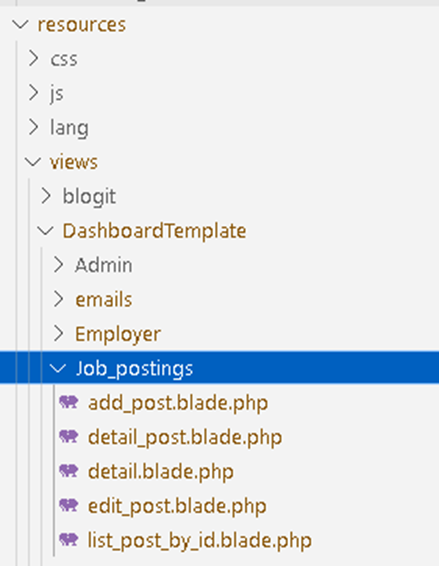 resources
css
js
lang
views
blogit
DashboardTemplate
Admin
emails
Employer
Job_postings
add_post.blade.php
detail_post.blade.php
detail.blade.php
edit_post.blade.php
list_post_by_id.blade.php